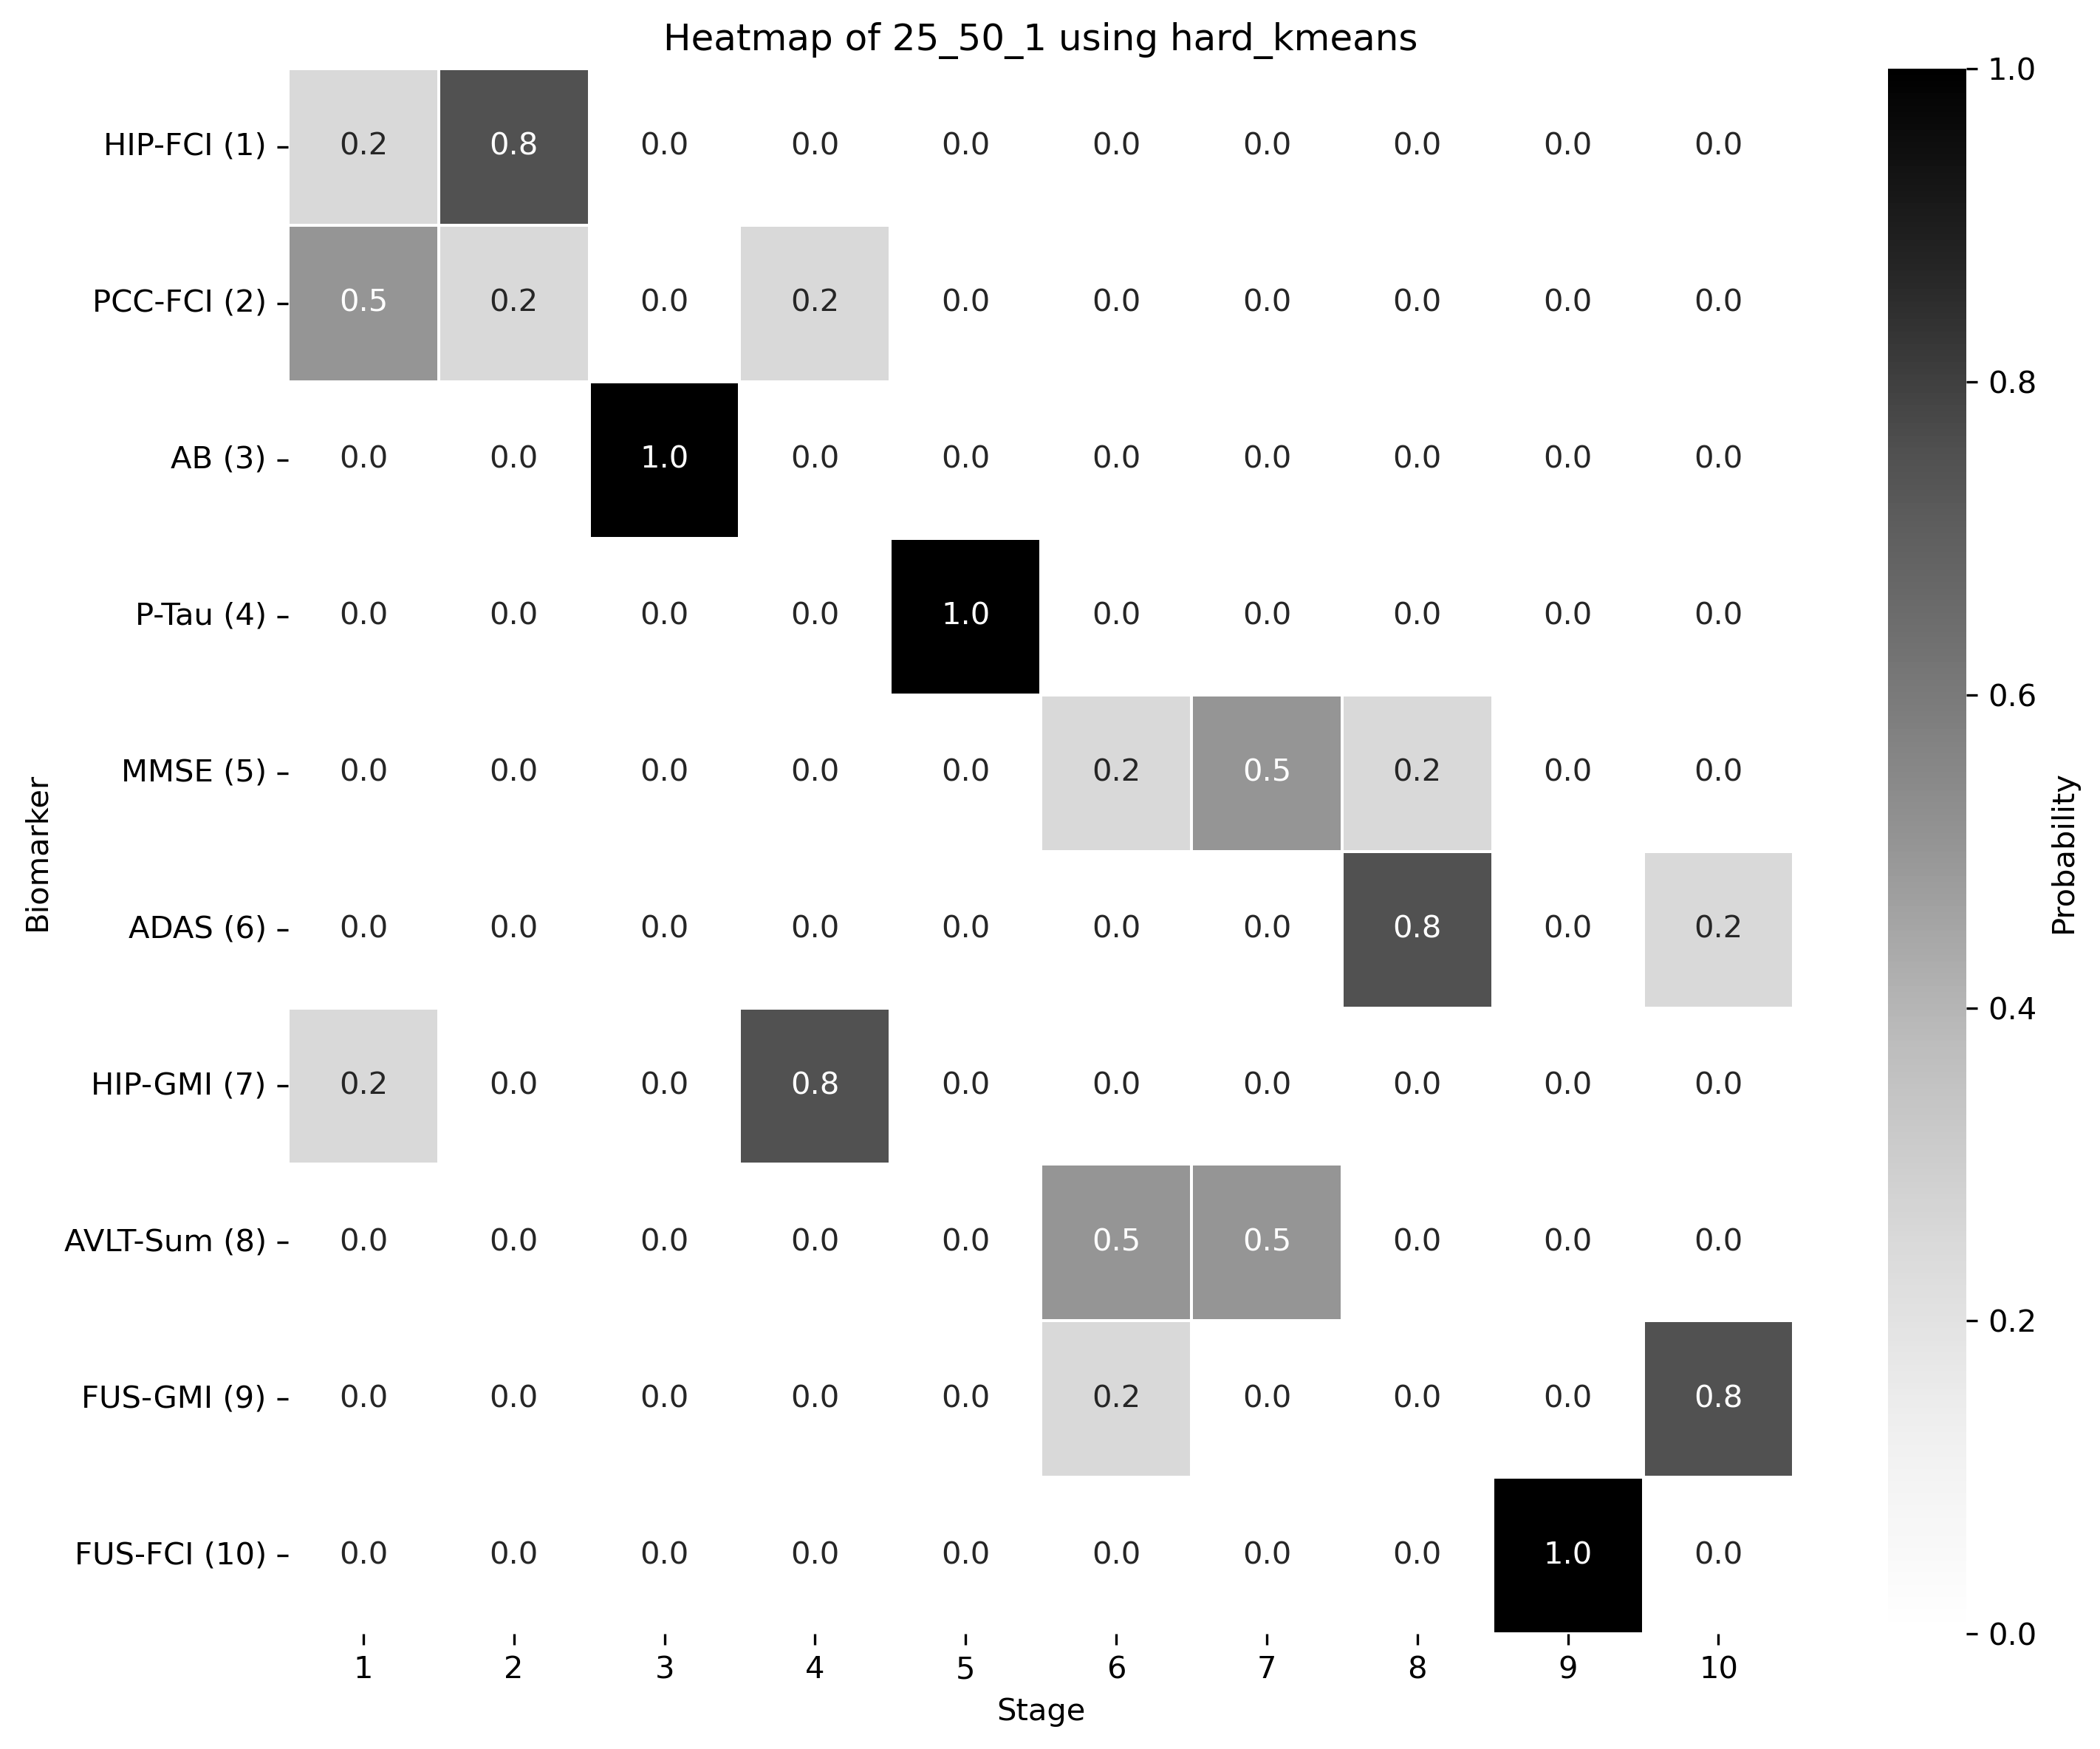 Heatmap of 25_50_1 using hard_kmeans
HIP-FCI (1) 0.2 0.8 0.0 0.0 0.0 0.0 0.0 0.0 0.0 0.0
PCC-FCI (2) 0.5 0.2 0.0 0.2 0.0 0.0 0.0 0.0 0.0 0.0
AB (3) 0.0 0.0 1.0 0.0 0.0 0.0 0.0 0.0 0.0 0.0
P-Tau (4) 0.0 0.0 0.0 0.0 1.0 0.0 0.0 0.0 0.0 0.0
MMSE (5) 0.0 0.0 0.0 0.0 0.0 0.2 0.5 0.2 0.0 0.0
ADAS (6) 0.0 0.0 0.0 0.0 0.0 0.0 0.0 0.8 0.0 0.2
HIP-GMI (7) 0.2 0.0 0.0 0.8 0.0 0.0 0.0 0.0 0.0 0.0
AVLT-Sum (8) 0.0 0.0 0.0 0.0 0.0 0.5 0.5 0.0 0.0 0.0
FUS-GMI (9) 0.0 0.0 0.0 0.0 0.0 0.2 0.0 0.0 0.0 0.8
FUS-FCI (10) 0.0 0.0 0.0 0.0 0.0 0.0 0.0 0.0 1.0 0.0
1 2 3 4 5 6 7 8 9 10
Stage
Biomarker
1.0
0.8
0.6
0.4
0.2
0.0
Probability